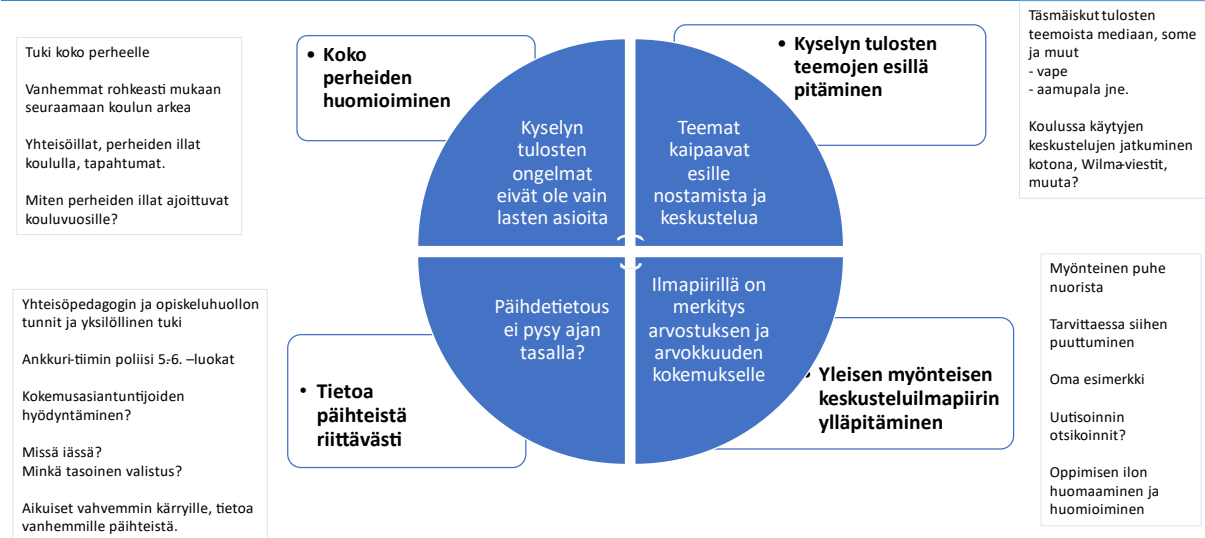 Tuki koko perheelle
Vanhemmat rohkeasti mukaan
seuraamaan koulun arkea
Yhteisöillat, perheiden illat
koululla, tapahtumat.
Miten perheiden illat ajoittuvat
kouluvuosille?
• Koko
perheiden
huomioiminen
Kyselyn
tulosten
ongelmat
eivät ole vain
lasten asioita
Teemat
kaipaavat
esille
nostamista ja
keskustelua
• Kyselyn tulosten
teemojen esillä
pitäminen
Täsmäiskut tulosten
teemoista mediaan, some
ja muut
- vape
- aamupala jne.
Koulussa käytyjen
keskustelujen jatkuminen
kotona, Wilma-viestit,
muuta?
Yhteisöpedagogin ja opiskeluhuollon
tunnit ja yksilöllinen tuki
Ankkuri-tiimin poliisi 5-6. –luokat
Kokemusasiantuntijoiden
hyödyntäminen?
Missä iässä?
Minkä tasoinen valistus?
Aikuiset vahvemmin kärryille, tietoa
vanhemmille päihteistä.
• Tietoa
päihteistä
riittävästi
Päihdetietous
ei pysy ajan
tasalla?
Ilmapiirillä on
merkitys
arvostuksen ja
arvokkuuden
kokemukselle
• Yleisen myönteisen
keskusteluilmapiirin
ylläpitäminen
Myönteinen puhe
nuorista
Tarvittaessa siihen
puuttuminen
Oma esimerkki
Uutisoinnin
otsikoinnit?
Oppimisen ilon
huomaaminen ja
huomioiminen